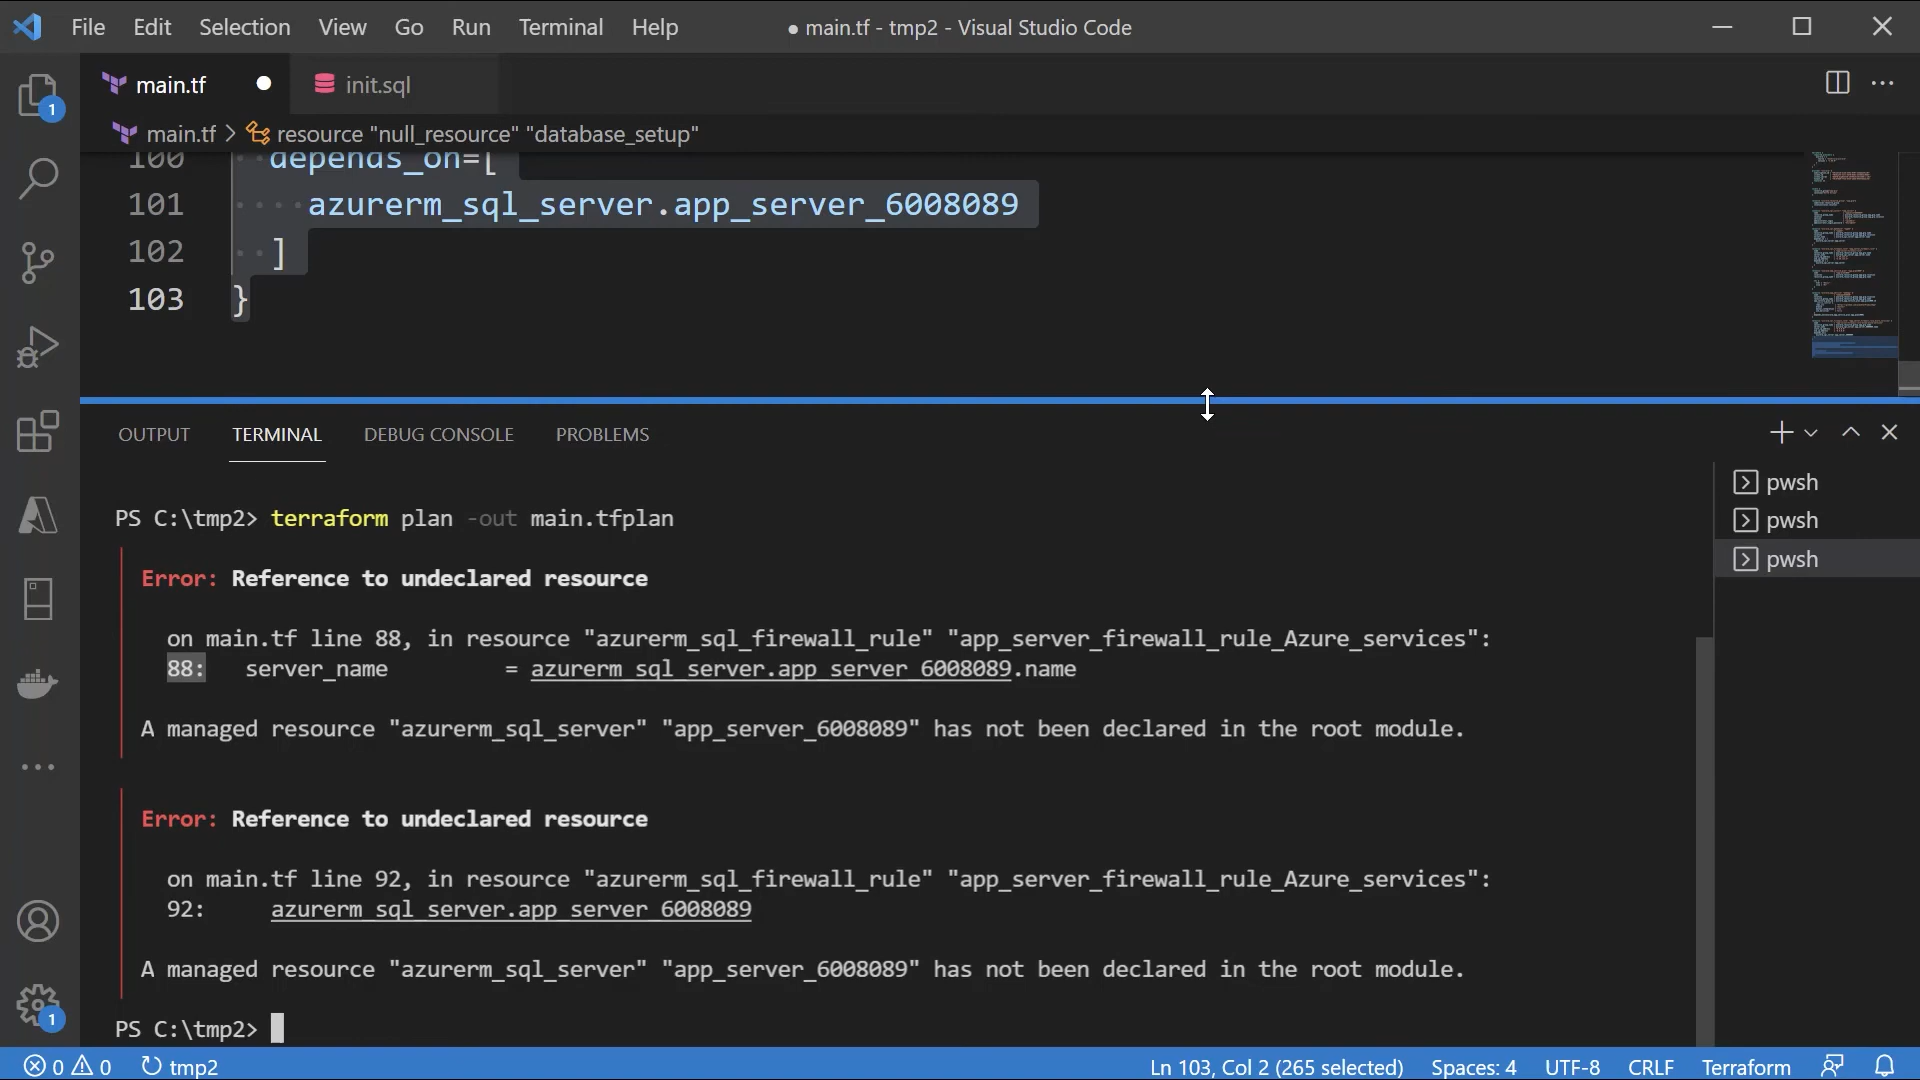 File Edit Selection View Go Run Terminal Help
● main.tf - tmp2 - Visual Studio Code
main.tf
init.sql
main.tf > resource "null_resource" "database_setup"
100 depends_on=[
101 azurerm_sql_server.app_server_6008089
102 ]
103 }
OUTPUT TERMINAL DEBUG CONSOLE PROBLEMS
pwsh
pwsh
pwsh
PS C:\tmp2> terraform plan -out main.tfplan
Error: Reference to undeclared resource
on main.tf line 88, in resource "azurerm_sql_firewall_rule" "app_server_firewall_rule_Azure_services":
88: server_name = azurerm_sql_server.app_server_6008089.name
A managed resource "azurerm_sql_server" "app_server_6008089" has not been declared in the root module.
Error: Reference to undeclared resource
on main.tf line 92, in resource "azurerm_sql_firewall_rule" "app_server_firewall_rule_Azure_services":
92: azurerm_sql_server.app_server_6008089
A managed resource "azurerm_sql_server" "app_server_6008089" has not been declared in the root module.
PS C:\tmp2>
1
1
0 0 tmp2
Ln 103, Col 2 (265 selected) Spaces: 4 UTF-8 CRLF Terraform